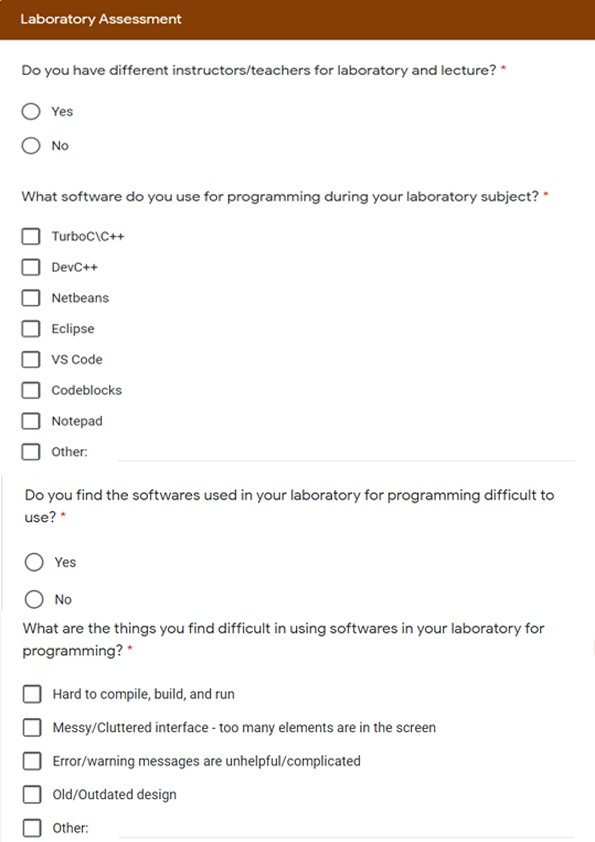 Laboratory Assessment
Do you have different instructors/teachers for laboratory and lecture? *
Yes
No
What software do you use for programming during your laboratory subject? *
TurboC\C++
DevC++
Netbeans
Eclipse
VS Code
Codeblocks
Notepad
Other:
Do you find the softwares used in your laboratory for programming difficult to
use? *
Yes
No
What are the things you find difficult in using softwares in your laboratory for
programming? *
Hard to compile, build, and run
Messy/Cluttered interface - too many elements are in the screen
Error/warning messages are unhelpful/complicated
Old/Outdated design
Other: